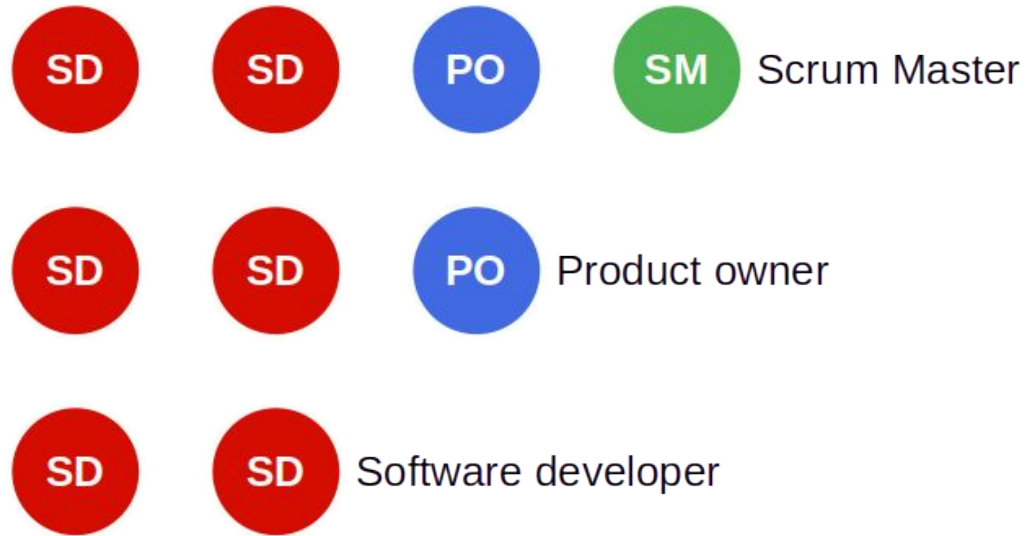 SD SD PO SM Scrum Master
SD SD PO Product owner
SD SD Software developer